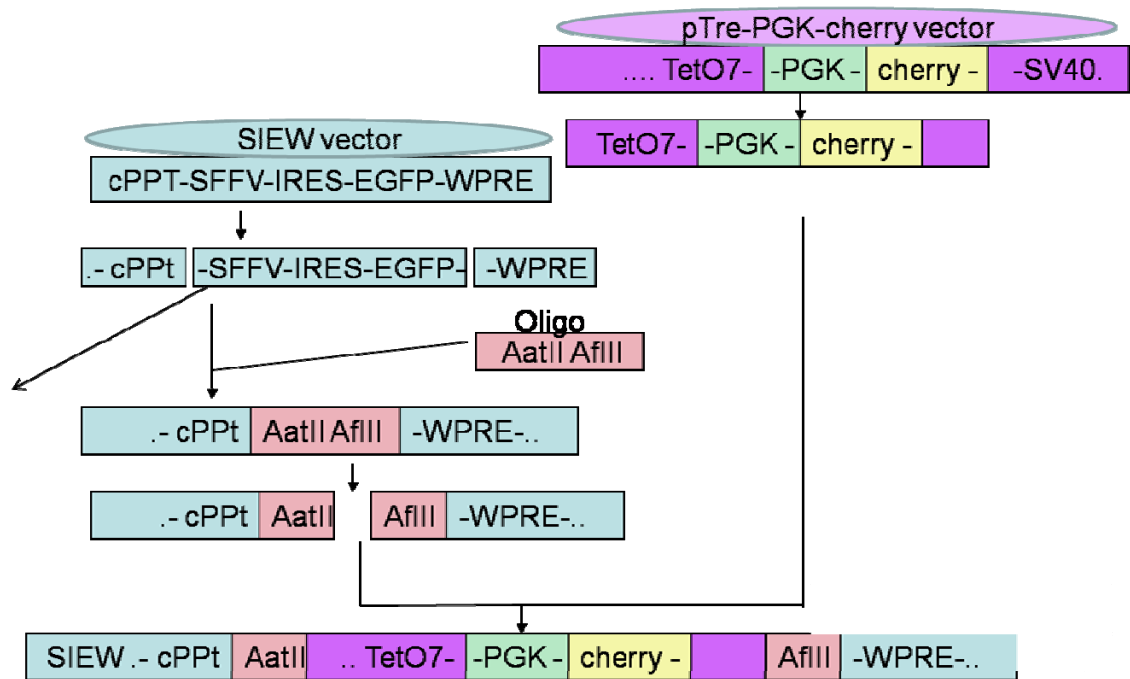 pTre-PGK-cherry vector
.... TetO7- -PGK - cherry - -SV40.
TetO7- -PGK - cherry -
SIEW vector
cPPT-SFFV-IRES-EGFP-WPRE
.- cPPt -SFFV-IRES-EGFP- -WPRE
Oligo
AatII AflII
.- cPPt AatII AflII -WPRE-..
.- cPPt AatII AflII -WPRE-..
SIEW .- cPPt AatII .. TetO7- -PGK - cherry - AflII -WPRE-..